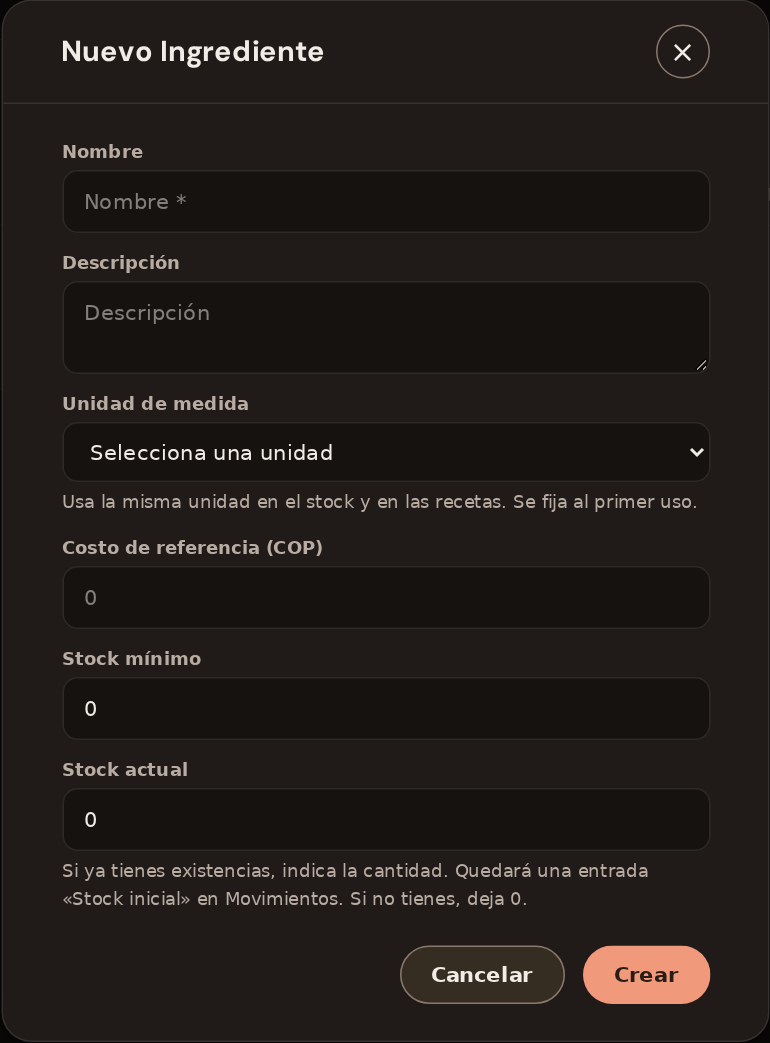 Nuevo Ingrediente
Nombre
Nombre *
Descripción
Descripción
Unidad de medida
Selecciona una unidad
Usa la misma unidad en el stock y en las recetas. Se fija al primer uso.
Costo de referencia (COP)
0
Stock mínimo
0
Stock actual
0
Si ya tienes existencias, indica la cantidad. Quedará una entrada
«Stock inicial» en Movimientos. Si no tienes, deja 0.
Cancelar
Crear